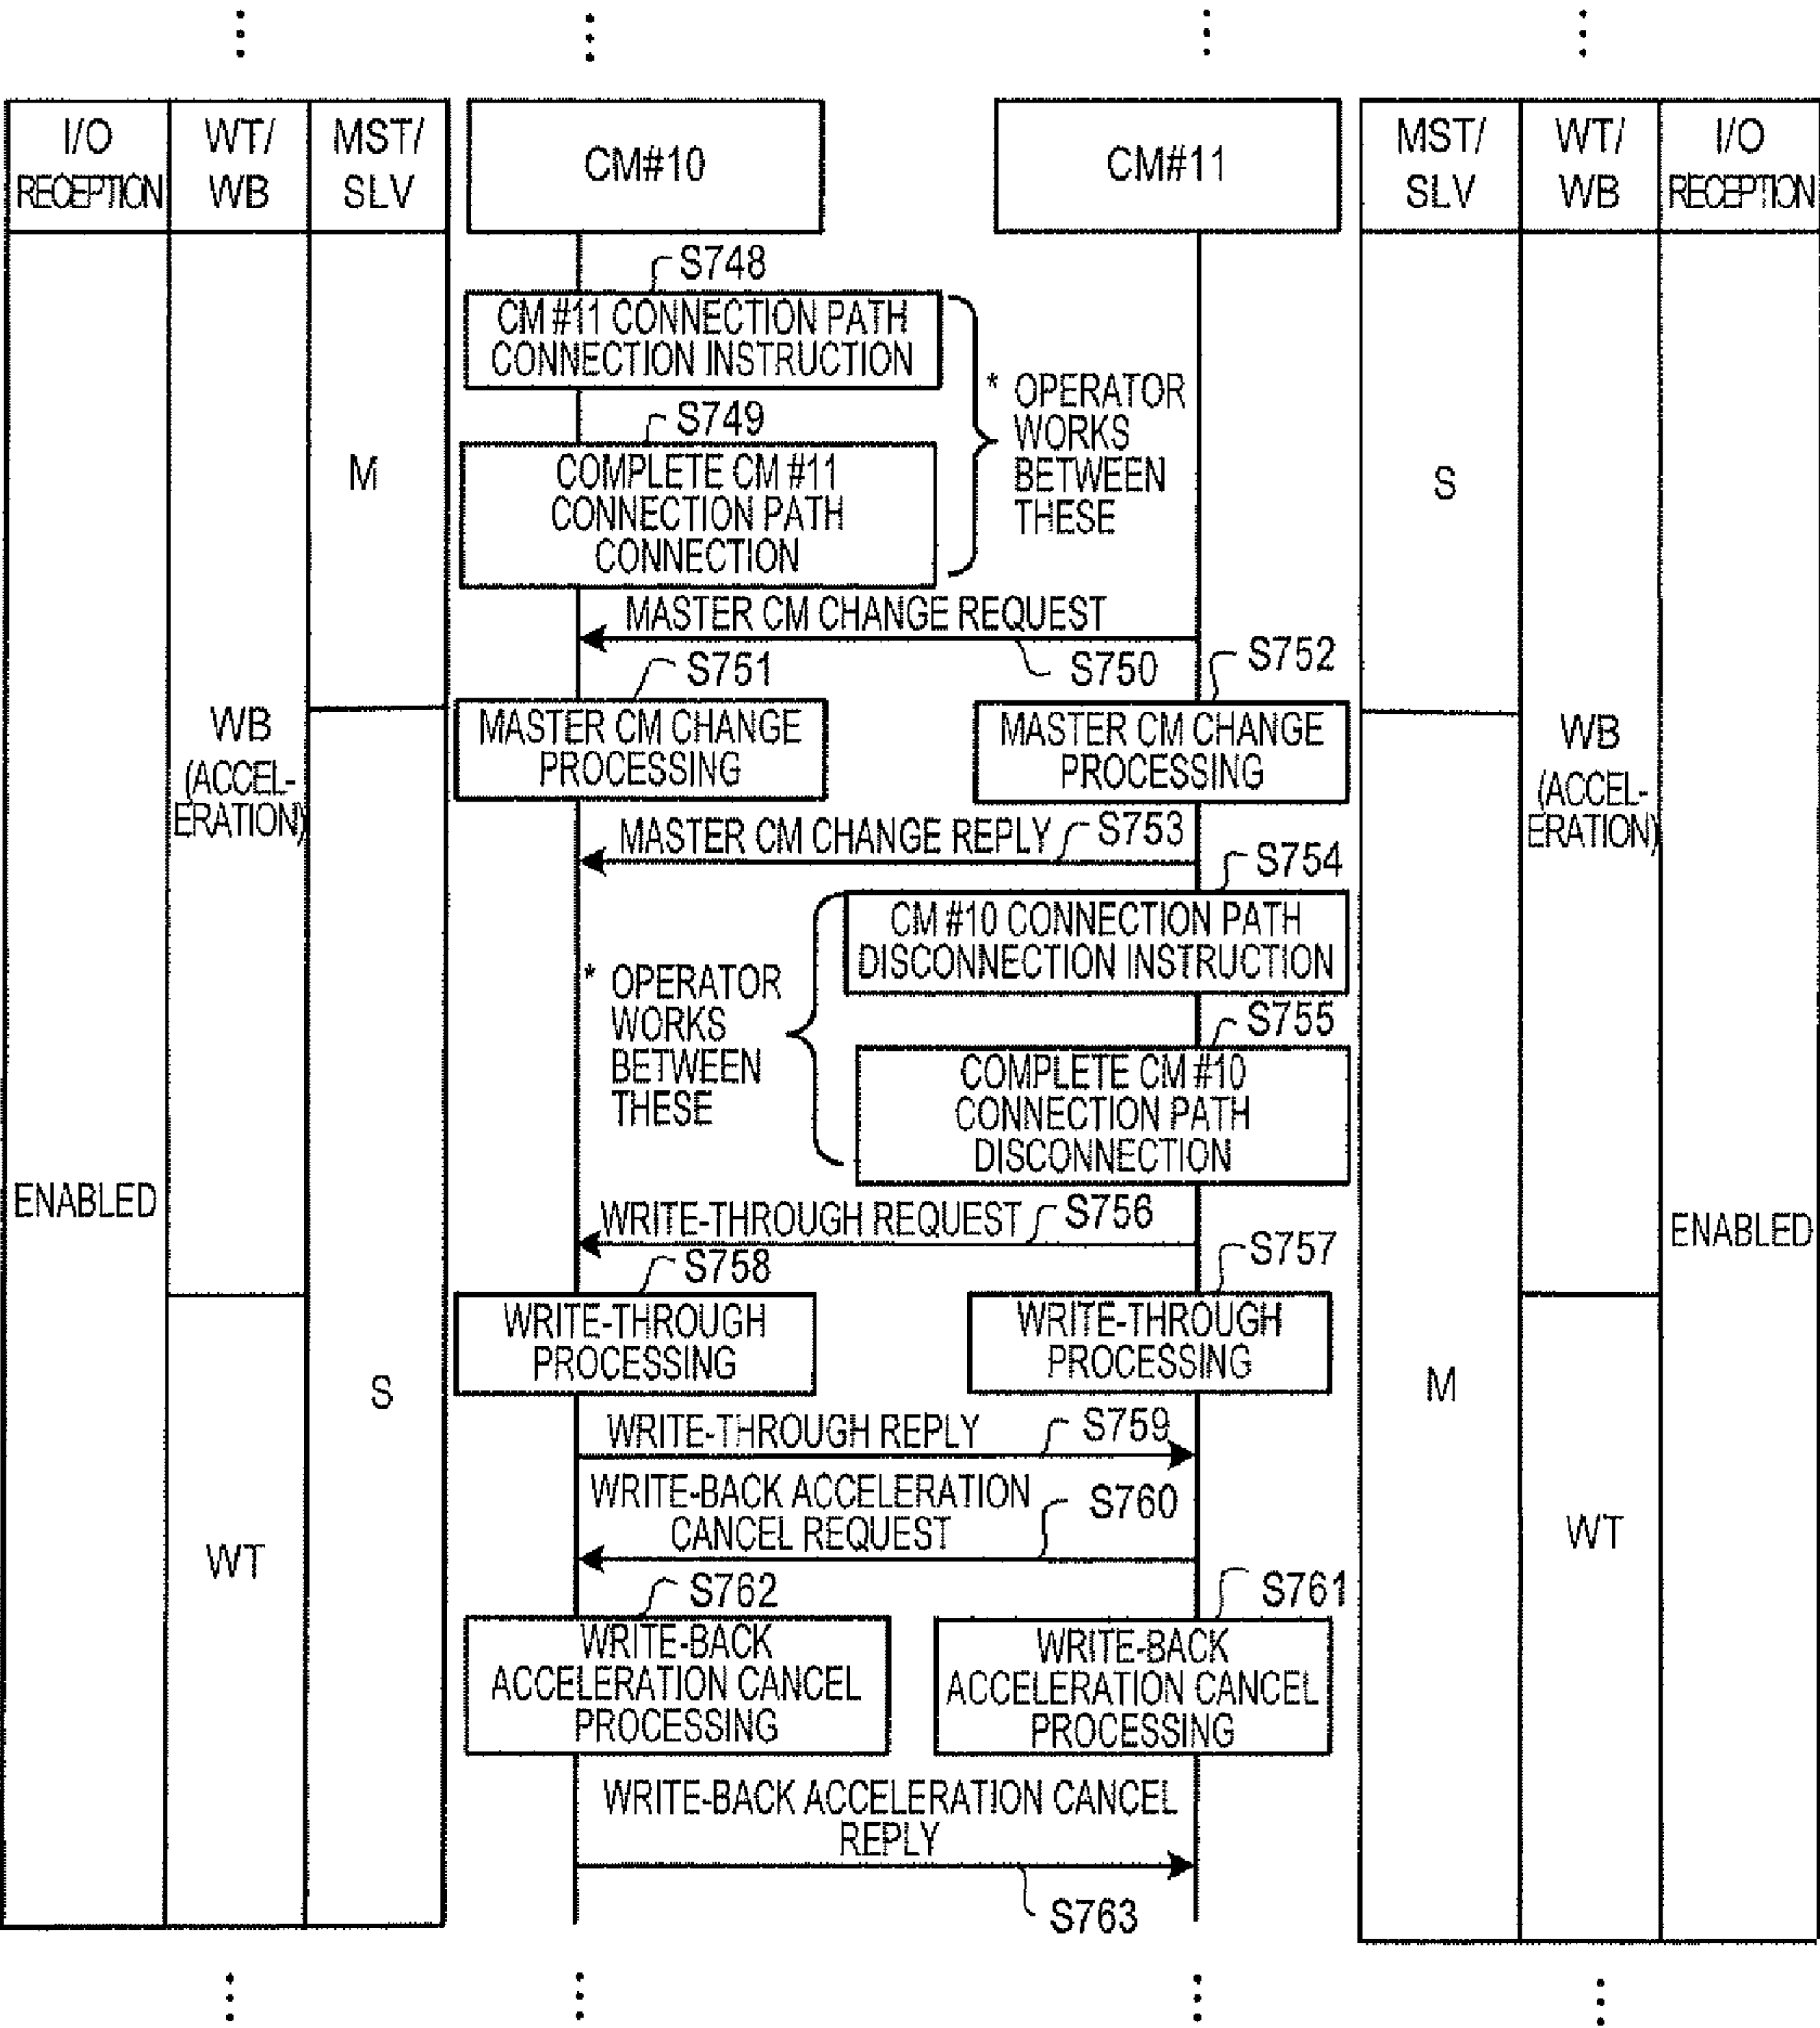 I/O
RECEPTION
WT/
WB
MST/
SLV
CM#10
CM#11
MST/
SLV
WT/
WB
I/O
RECEPTION
S748
CM #11 CONNECTION PATH
CONNECTION INSTRUCTION
* OPERATOR
WORKS
BETWEEN
THESE
S749
COMPLETE CM #11
CONNECTION PATH
CONNECTION
M
S
MASTER CM CHANGE REQUEST
S750
S751
MASTER CM CHANGE
PROCESSING
S752
MASTER CM CHANGE
PROCESSING
WB
(ACCEL-
ERATION)
WB
(ACCEL-
ERATION)
MASTER CM CHANGE REPLY
S753
S754
CM #10 CONNECTION PATH
DISCONNECTION INSTRUCTION
* OPERATOR
WORKS
BETWEEN
THESE
S755
COMPLETE CM #10
CONNECTION PATH
DISCONNECTION
ENABLED
ENABLED
WRITE-THROUGH REQUEST
S756
S758
WRITE-THROUGH
PROCESSING
S757
WRITE-THROUGH
PROCESSING
S
M
WRITE-THROUGH REPLY
S759
WRITE-BACK ACCELERATION
CANCEL REQUEST
S760
WT
WT
S762
WRITE-BACK
ACCELERATION CANCEL
PROCESSING
S761
WRITE-BACK
ACCELERATION CANCEL
PROCESSING
WRITE-BACK ACCELERATION CANCEL
REPLY
S763